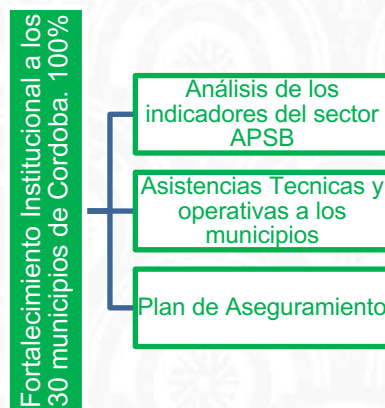 Fortalecimiento Institucional a los
30 municipios de Cordoba. 100%
Análisis de los
indicadores del sector
APSB
Asistencias Tecnicas y
operativas a los
municipios
Plan de Aseguramiento